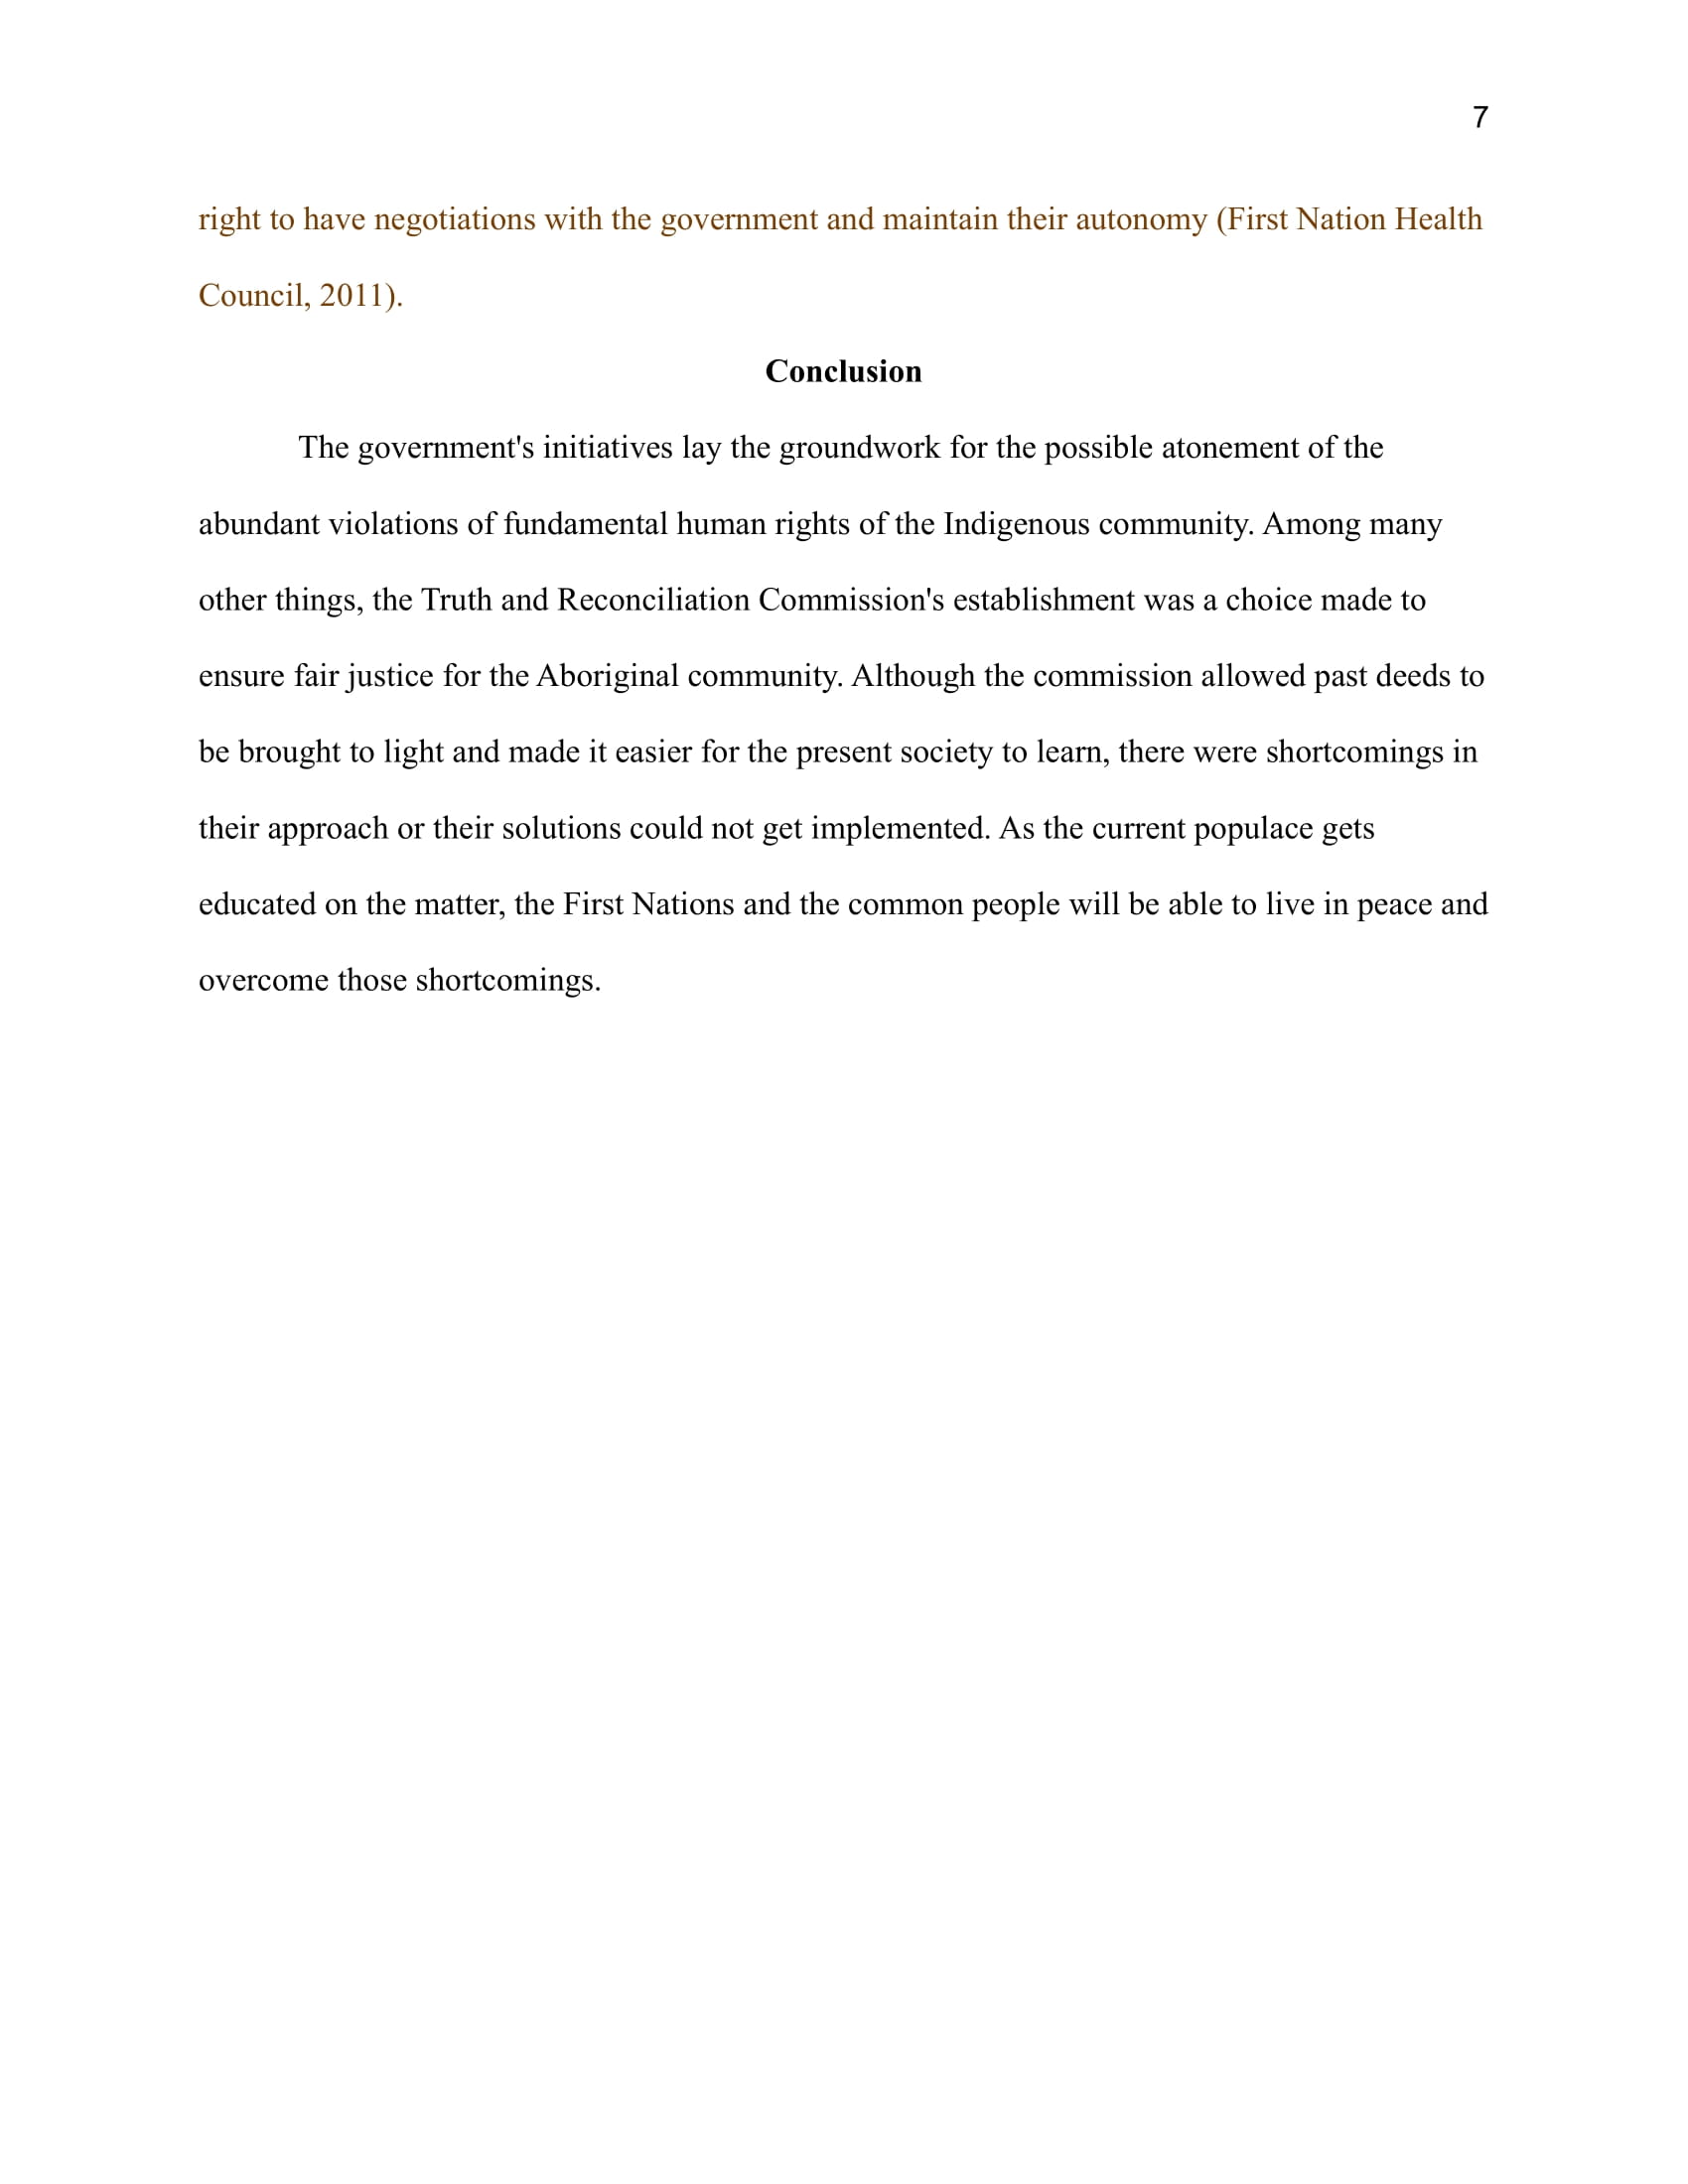 7
right to have negotiations with the government and maintain their autonomy (First Nation Health
Council, 2011).
Conclusion
The government's initiatives lay the groundwork for the possible atonement of the
abundant violations of fundamental human rights of the Indigenous community. Among many
other things, the Truth and Reconciliation Commission's establishment was a choice made to
ensure fair justice for the Aboriginal community. Although the commission allowed past deeds to
be brought to light and made it easier for the present society to learn, there were shortcomings in
their approach or their solutions could not get implemented. As the current populace gets
educated on the matter, the First Nations and the common people will be able to live in peace and
overcome those shortcomings.